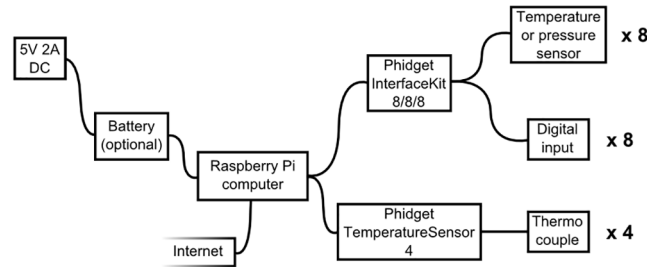 5V 2A
DC
Battery
(optional)
Raspberry Pi
computer
Internet
Phidget
InterfaceKit
8/8/8
Temperature
or pressure
sensor
x 8
Digital
input
x 8
Phidget
TemperatureSensor
4
Thermo
couple
x 4